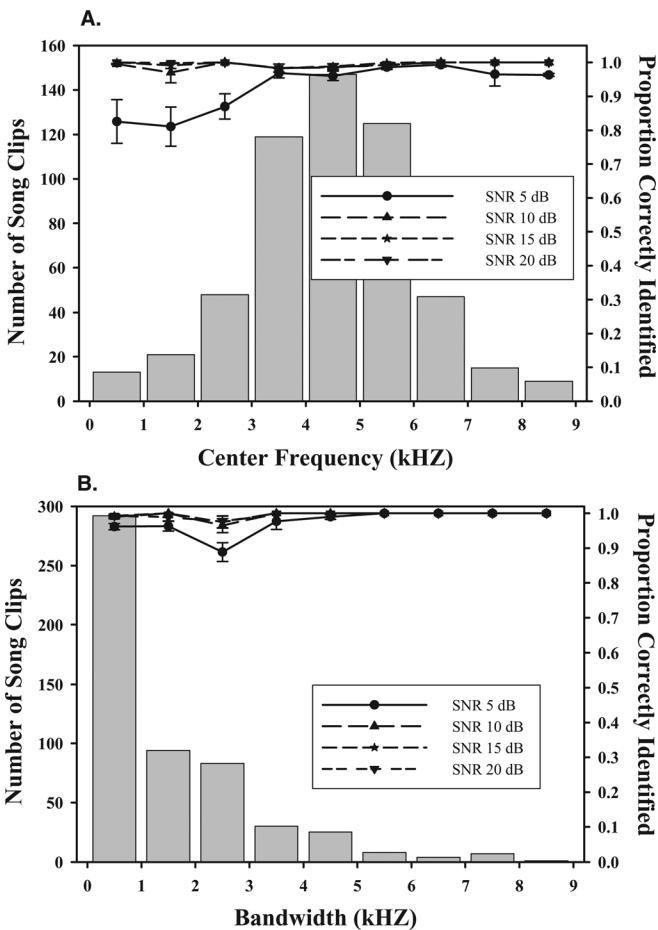 A.
160
140
120
100
80
60
40
20
0
Number of Song Clips
1.0
0.9
0.8
0.7
0.6
0.5
0.4
0.3
0.2
0.1
0.0
Proportion Correctly Identified
SNR 5 dB
SNR 10 dB
SNR 15 dB
SNR 20 dB
0 1 2 3 4 5 6 7 8 9
Center Frequency (kHZ)
B.
300
250
200
150
100
50
0
Number of Song Clips
1.0
0.9
0.8
0.7
0.6
0.5
0.4
0.3
0.2
0.1
0.0
Proportion Correctly Identified
SNR 5 dB
SNR 10 dB
SNR 15 dB
SNR 20 dB
0 1 2 3 4 5 6 7 8 9
Bandwidth (kHZ)